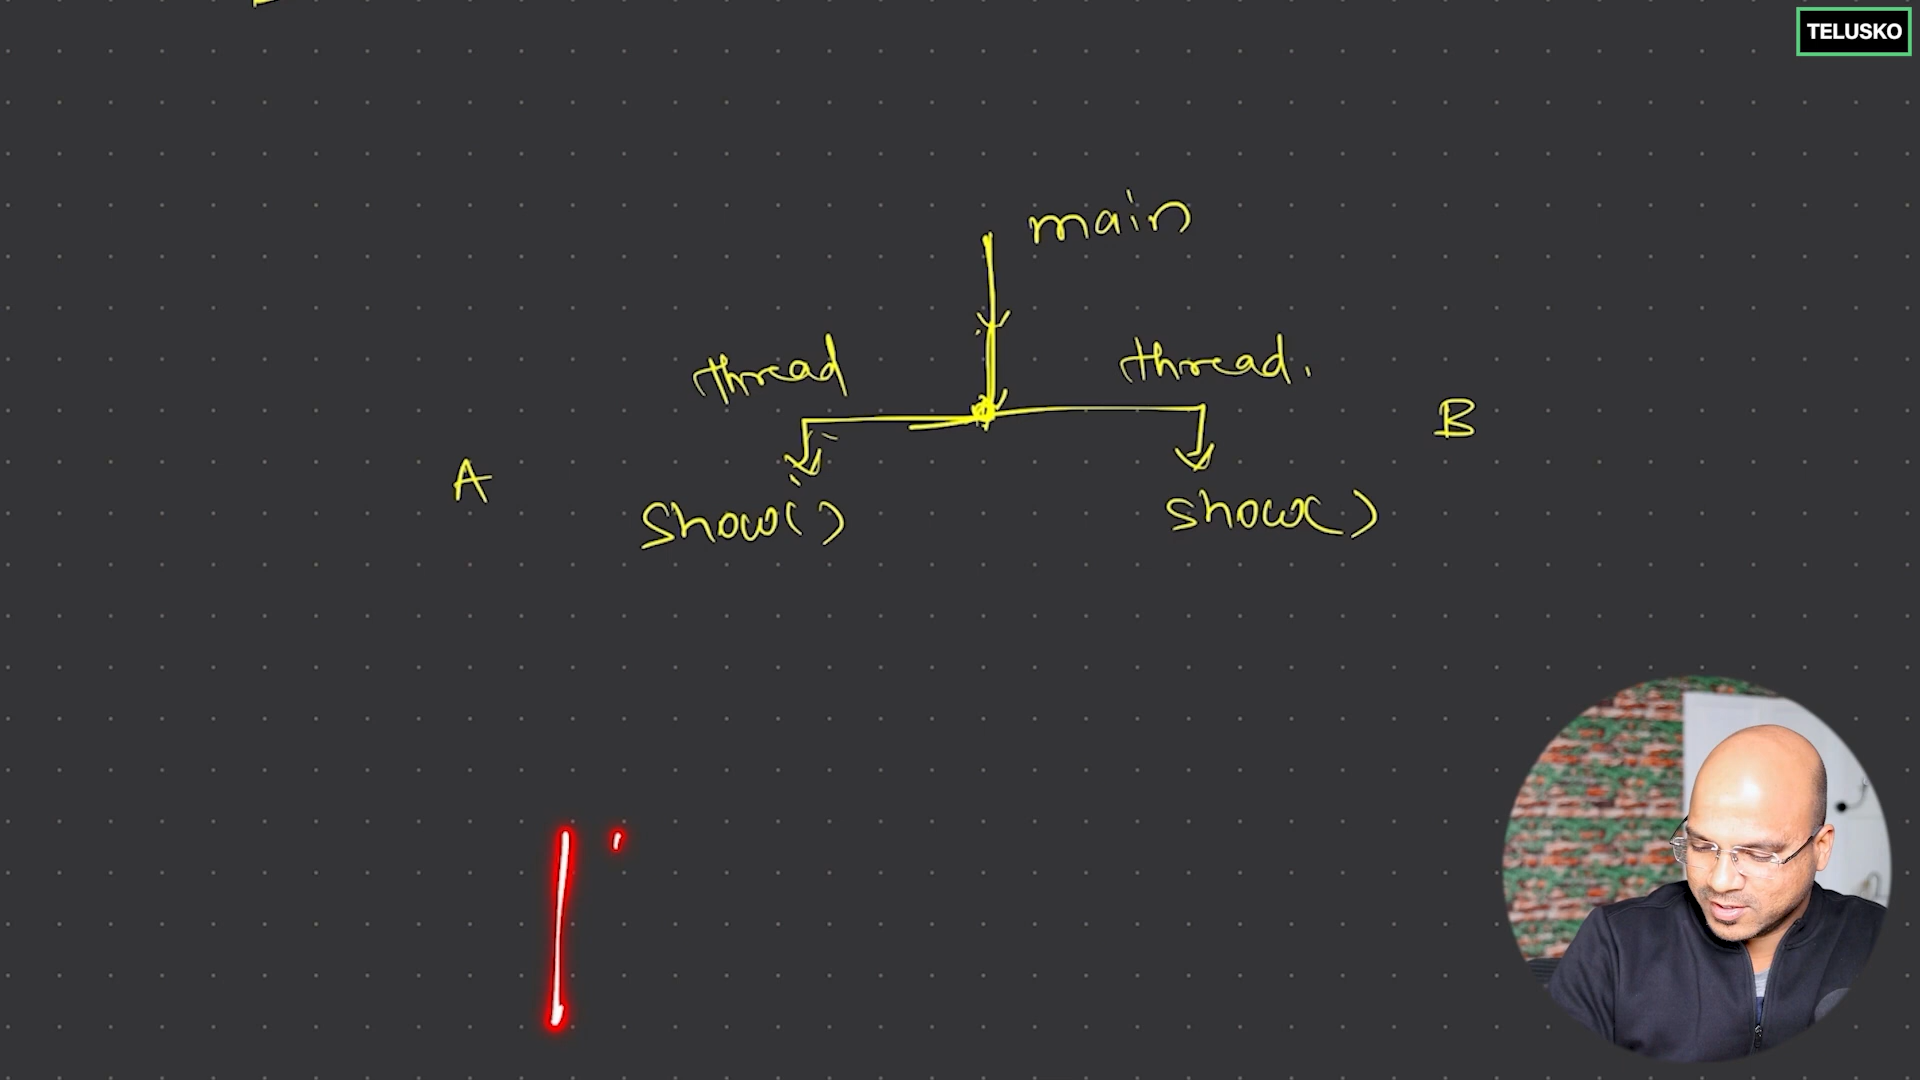 TELUSKO
main
thread
thread.
B
A
Show()
Show()